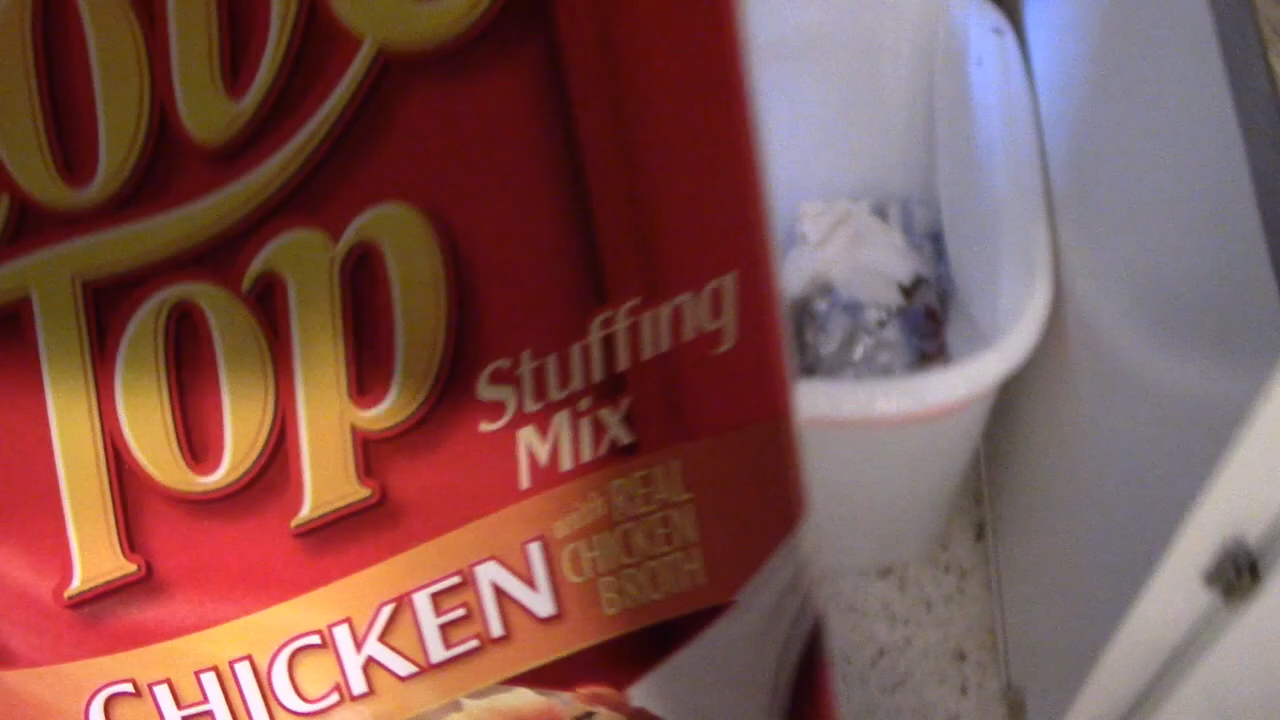 Top
Stuffing
Mix
CHICKEN
with REAL
CHICKEN
BROTH